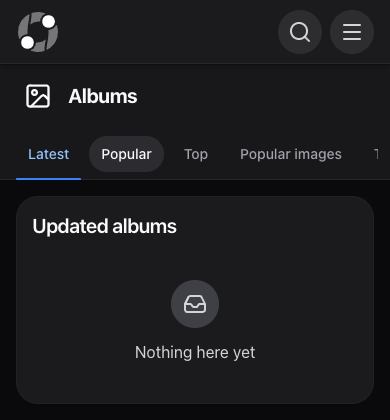 Albums
Latest
Popular
Top
Popular images
Updated albums
Nothing here yet